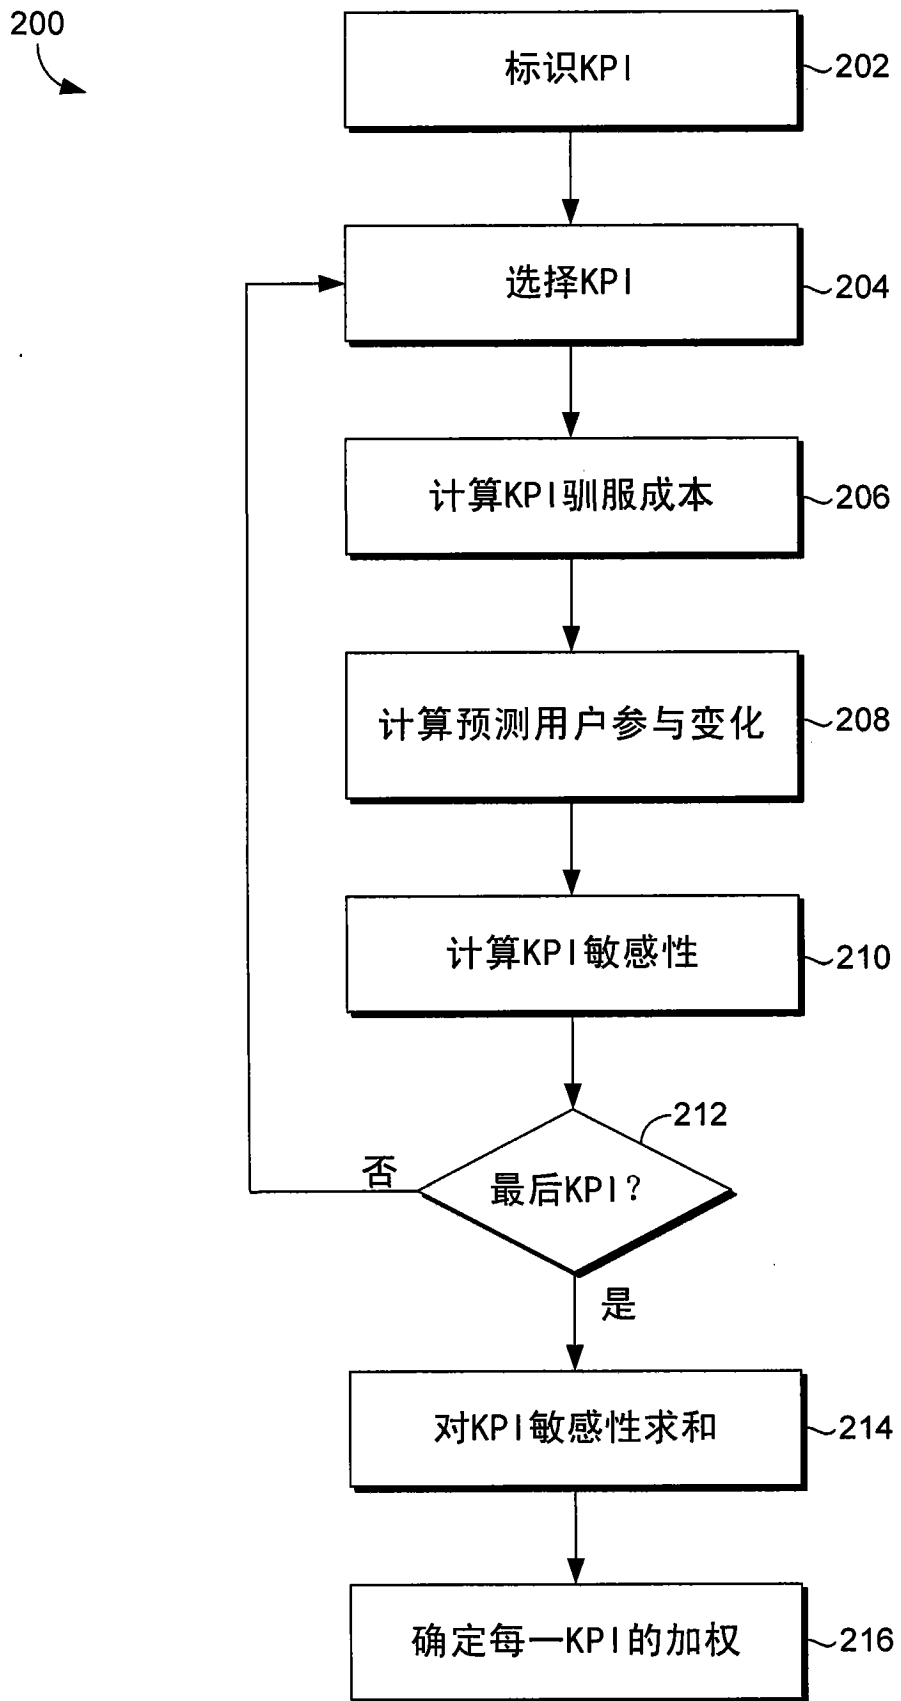 200
标识KPI
202
选择KPI
204
计算KPI驯服成本
206
计算预测用户参与变化
208
计算KPI敏感性
210
212
否
最后KPI?
是
对KPI敏感性求和
214
确定每一KPI的加权
216